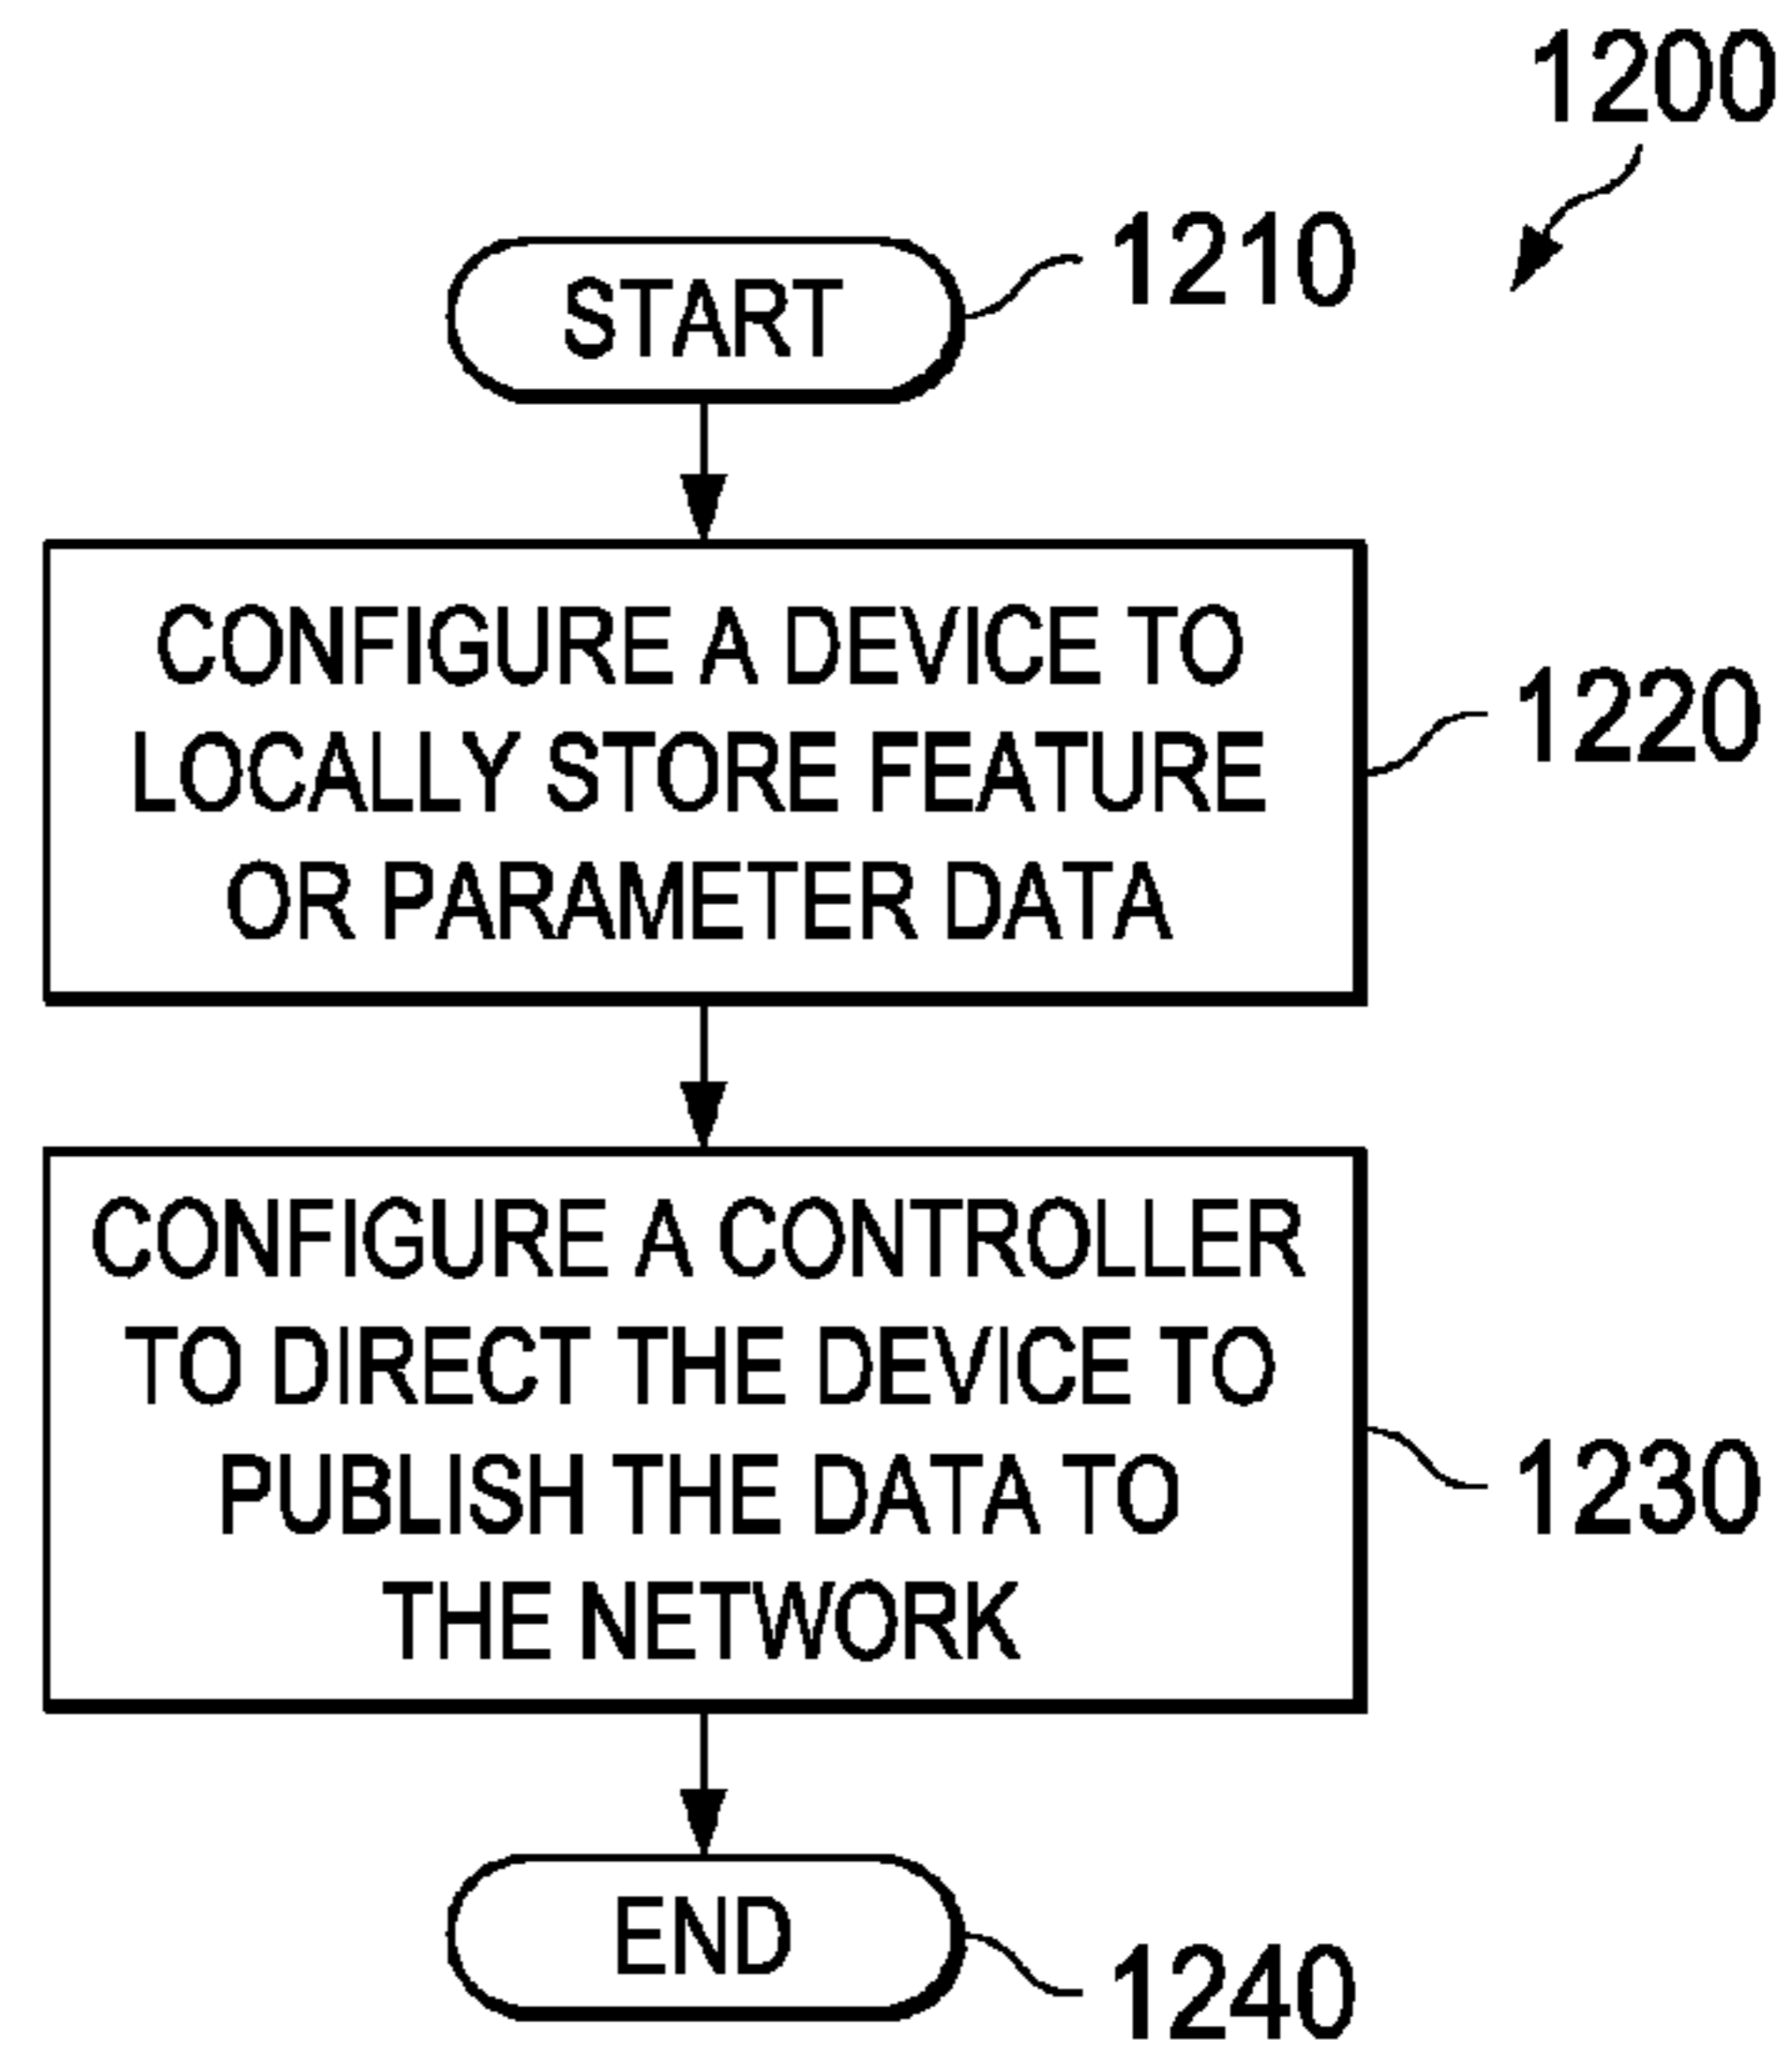 1200
START
1210
CONFIGURE A DEVICE TO
LOCALLY STORE FEATURE
OR PARAMETER DATA
1220
CONFIGURE A CONTROLLER
TO DIRECT THE DEVICE TO
PUBLISH THE DATA TO
THE NETWORK
1230
END
1240